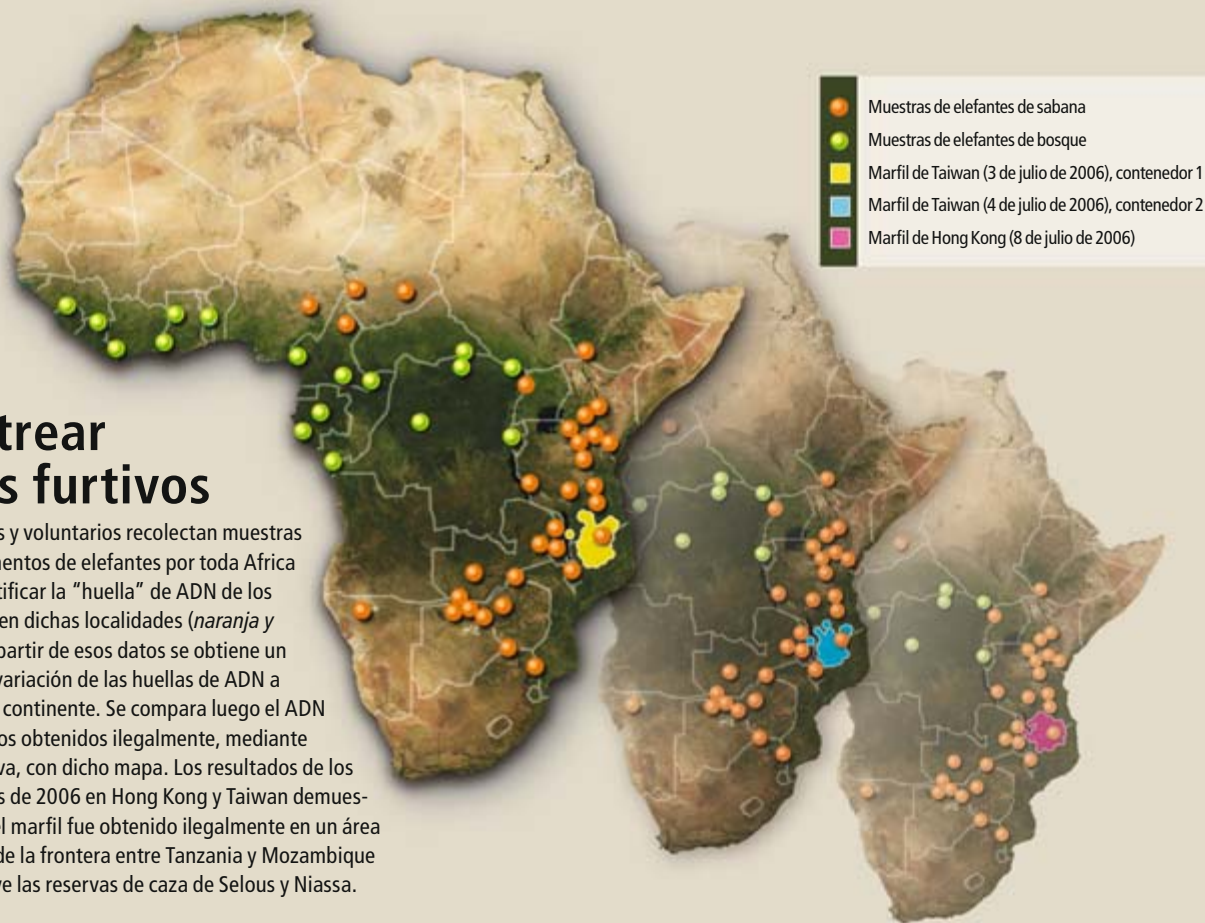 trear
s furtivos
s y voluntarios recolectan muestras
entos de elefantes por toda Africa
tificar la “huella” de ADN de los
en dichas localidades (naranja y
partir de esos datos se obtiene un
variación de las huellas de ADN a
continente. Se compara luego el ADN
os obtenidos ilegalmente, mediante
va, con dicho mapa. Los resultados de los
s de 2006 en Hong Kong y Taiwan demues-
el marfil fue obtenido ilegalmente en un área
de la frontera entre Tanzania y Mozambique
ve las reservas de caza de Selous y Niassa.
Muestras de elefantes de sabana
Muestras de elefantes de bosque
Marfil de Taiwan (3 de julio de 2006), contenedor 1
Marfil de Taiwan (4 de julio de 2006), contenedor 2
Marfil de Hong Kong (8 de julio de 2006)